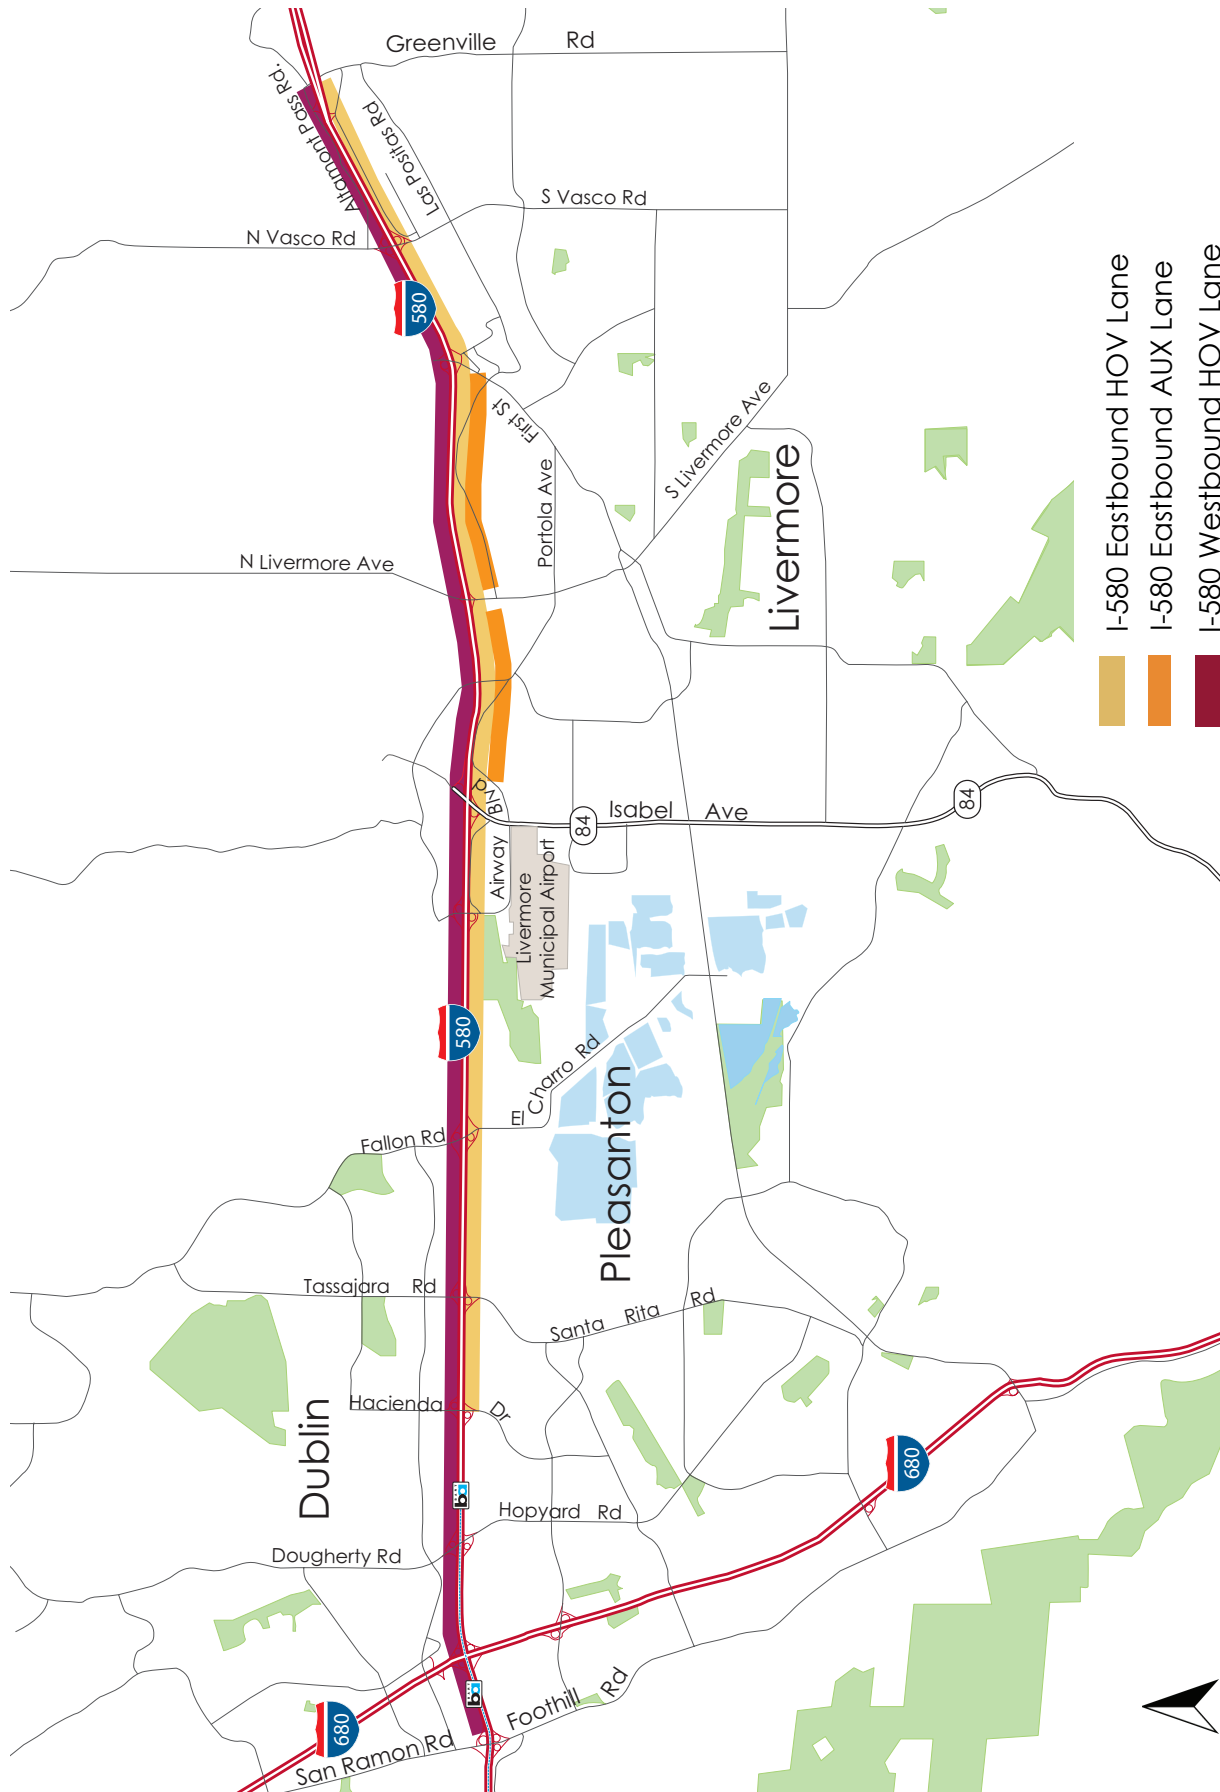 Greenville Rd
Altamont Pass Rd.
Las Positas Rd
S Vasco Rd
N Vasco Rd
580
First St
Portola Ave
S Livermore Ave
Livermore
N Livermore Ave
Airway Blvd
84
Isabel Ave
84
Livermore
Municipal Airport
580
El Charro Rd
Fallon Rd
Pleasanton
Tassajara Rd
Santa Rita Rd
Hacienda Dr
Dublin
Hopyard Rd
Dougherty Rd
680
680
Foothill Rd
San Ramon Rd
I-580 Eastbound HOV Lane
I-580 Eastbound AUX Lane
I-580 Westbound HOV Lane